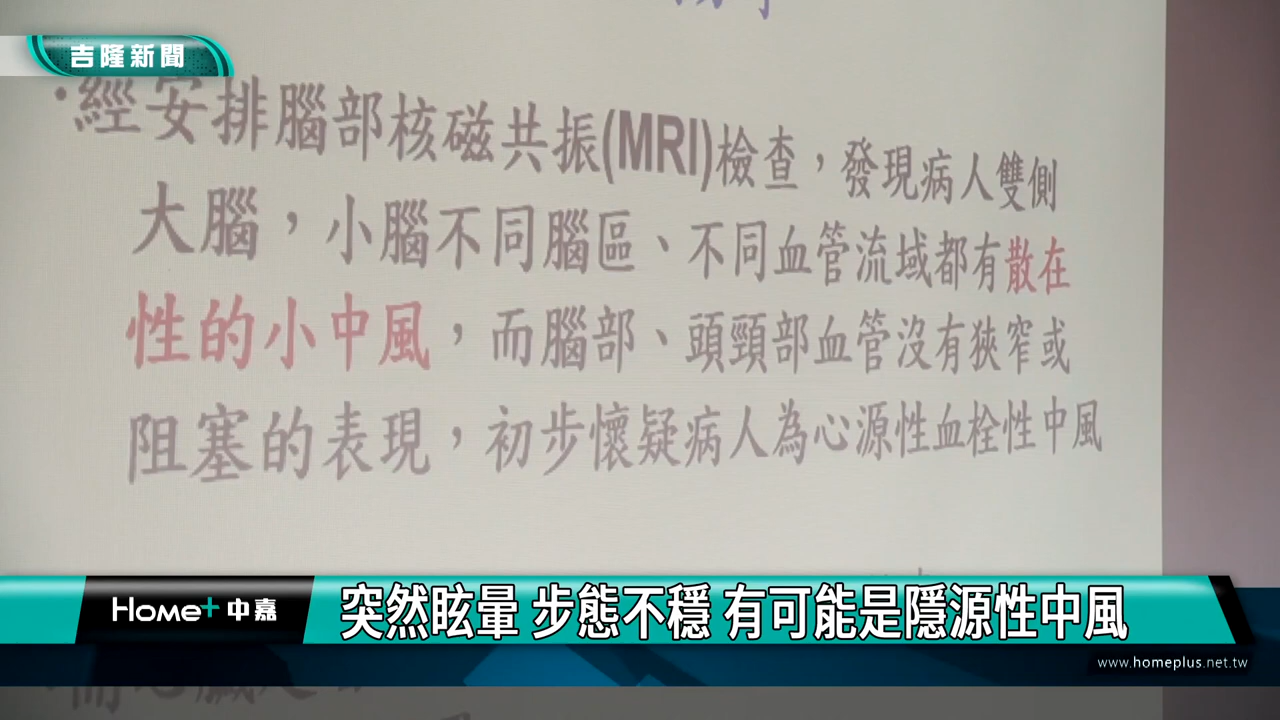 吉隆新聞
•經安排腦部核磁共振(MRI)檢查，發現病人雙側
大腦，小腦不同腦區、不同血管流域都有散在
性的小中風，而腦部、頭頸部血管沒有狹窄或
阻塞的表現，初步懷疑病人為心源性血栓性中風
Home+中嘉
突然眩暈 步態不穩 有可能是隱源性中風
www.homeplus.net.tw